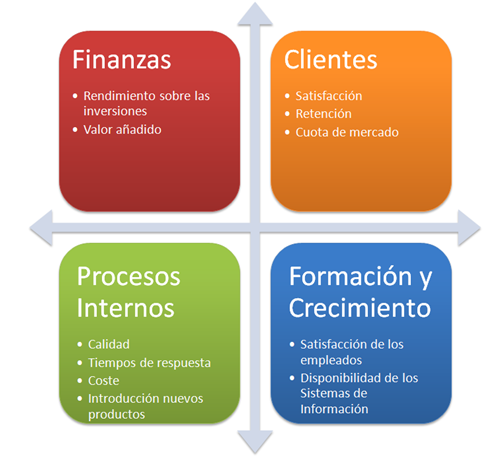 Finanzas
• Rendimiento sobre las
inversiones
• Valor añadido
Clientes
• Satisfacción
• Retención
• Cuota de mercado
Procesos
Internos
• Calidad
• Tiempos de respuesta
• Coste
• Introducción nuevos
productos
Formación y
Crecimiento
• Satisfacción de los
empleados
• Disponibilidad de los
Sistemas de
Información